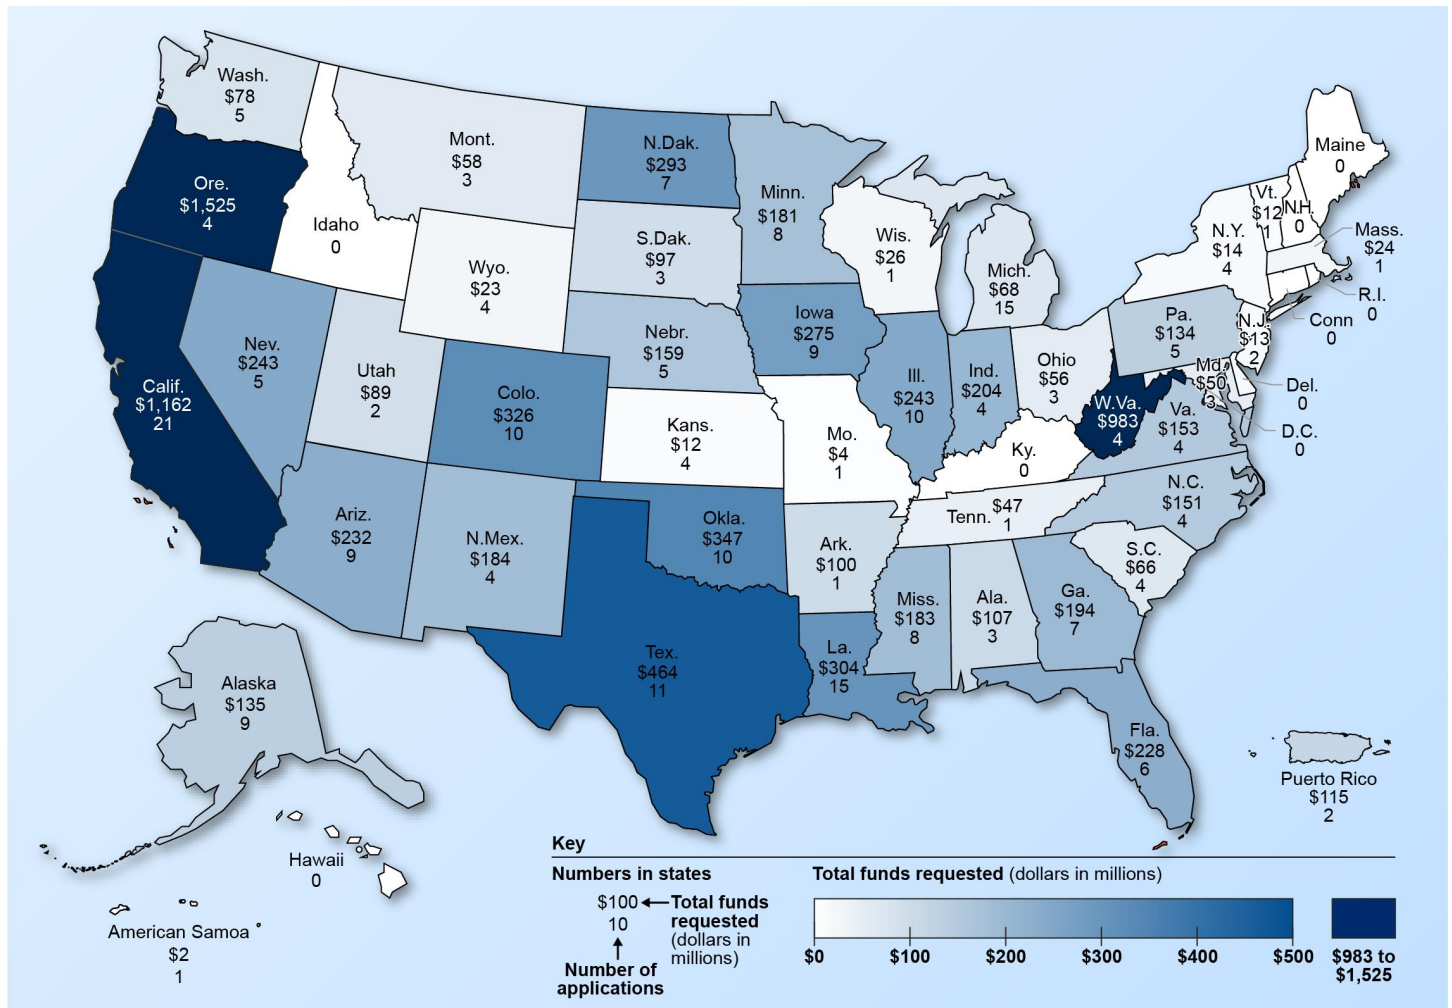 Wash.
$78
5
Mont.
$58
3
N.Dak.
$293
7
Minn.
$181
8
Ore.
$1,525
4
Idaho
0
Wyo.
$23
4
S.Dak.
$97
3
Wis.
$26
1
Mich.
$68
15
Maine
0
Vt.
$12
1
N.H.
0
N.Y.
$14
4
Mass.
$24
1
R.I.
0
Conn
0
N.J.
$13
2
Pa.
$134
5
Md.
$50
3
Del.
0
D.C.
0
Calif.
$1,162
21
Nev.
$243
5
Utah
$89
2
Colo.
$326
10
Nebr.
$159
5
Iowa
$275
9
Ill.
$243
10
Ind.
$204
4
Ohio
$56
3
W.Va.
$983
4
Va.
$153
4
Kans.
$12
4
Mo.
$4
1
Ky.
0
Tenn.
$47
1
N.C.
$151
4
S.C.
$66
4
Ariz.
$232
9
N.Mex.
$184
4
Okla.
$347
10
Ark.
$100
1
Tex.
$464
11
La.
$304
15
Miss.
$183
8
Ala.
$107
3
Ga.
$194
7
Fla.
$228
6
Alaska
$135
9
Hawaii
0
American Samoa
$2
1
Puerto Rico
$115
2
Key
Numbers in states
$100
10
Total funds
requested
(dollars in
millions)
Number of
applications
Total funds requested (dollars in millions)
$0
$100
$200
$300
$400
$500
$983 to
$1,525